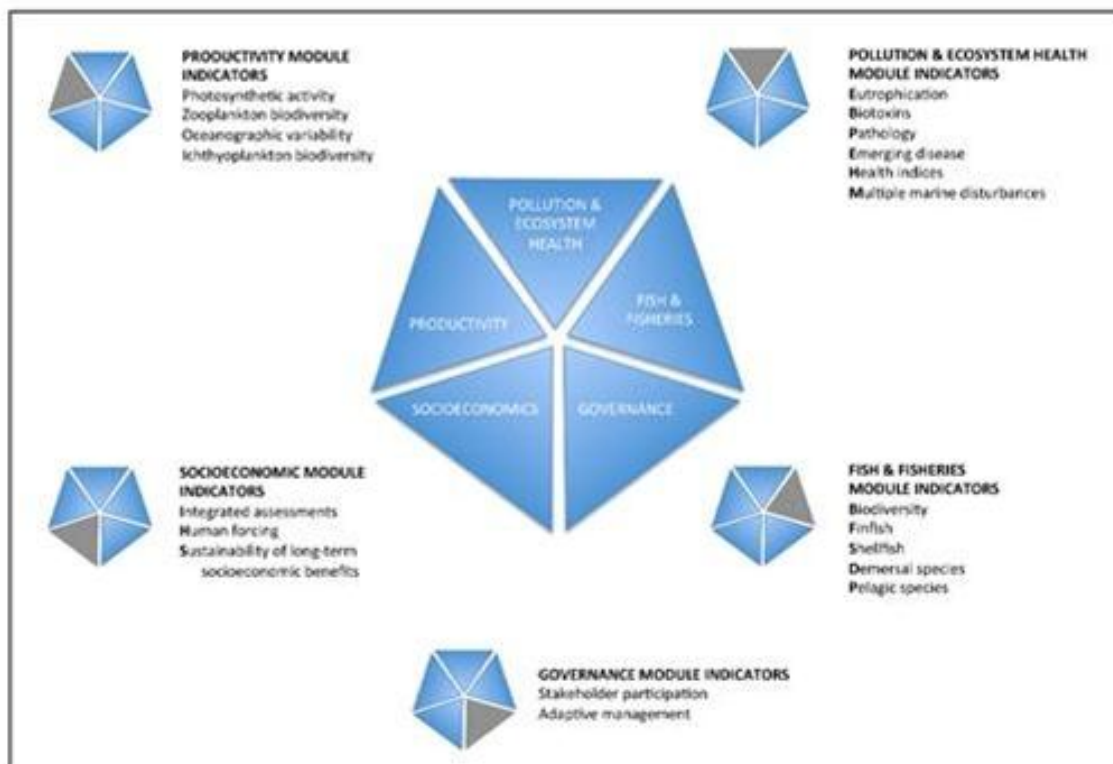 PRODUCTIVITY MODULE
INDICATORS
Photosynthetic activity
Zooplankton biodiversity
Oceanographic variability
Ichthyoplankton biodiversity
POLLUTION & ECOSYSTEM HEALTH
MODULE INDICATORS
Eutrophication
Biotoxins
Pathology
Emerging disease
Health indices
Multiple marine disturbances
POLLUTION &
ECOSYSTEM
HEALTH
PRODUCTIVITY
FISH &
FISHERIES
SOCIOECONOMICS
GOVERNANCE
SOCIOECONOMIC MODULE
INDICATORS
Integrated assessments
Human forcing
Sustainability of long-term
socioeconomic benefits
FISH & FISHERIES
MODULE INDICATORS
Biodiversity
Finfish
Shellfish
Demersal species
Pelagic species
GOVERNANCE MODULE INDICATORS
Stakeholder participation
Adaptive management